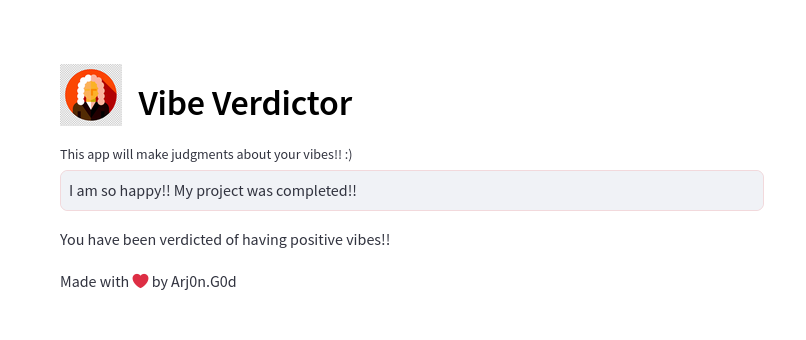 Vibe Verdictor
This app will make judgments about your vibes!! :)
I am so happy!! My project was completed!!
You have been verdicted of having positive vibes!!
Made with ❤️ by Arj0n.G0d